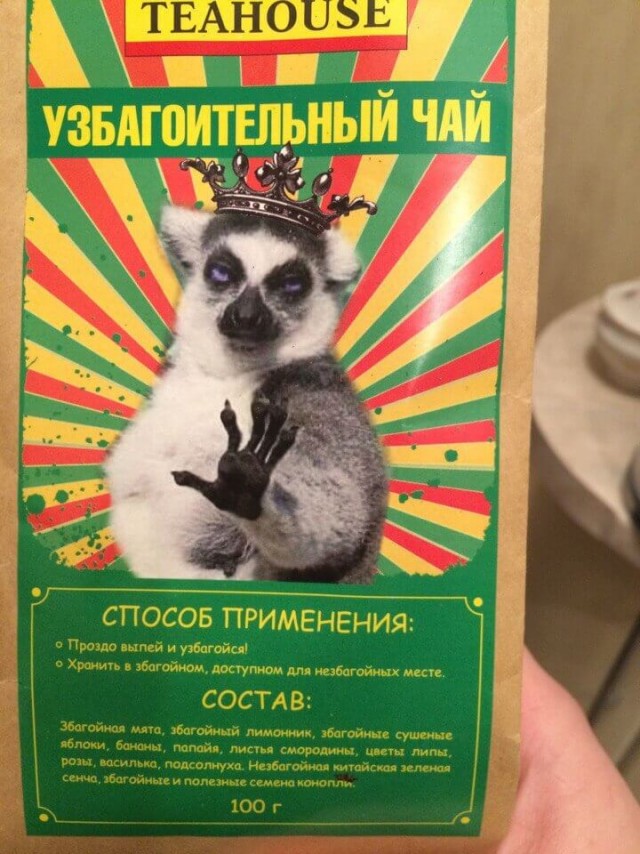 TEAHOUSE
УЗБАГОИТЕЛЬНЫЙ ЧАЙ
СПОСОБ ПРИМЕНЕНИЯ:
о Проздо выпей и узбагойся!
о Хранить в збагойном, доступном для незбагойных месте.
СОСТАВ:
Збагойная мята, збагойный лимонник, збагойные сушеные
яблоки, бананы, папайя, листья смородины, цветы липы,
розы, василька, подсолнуха. Незбагойная китайская зеленая
сенча, збагойные и полезные семена конопли.
100 г